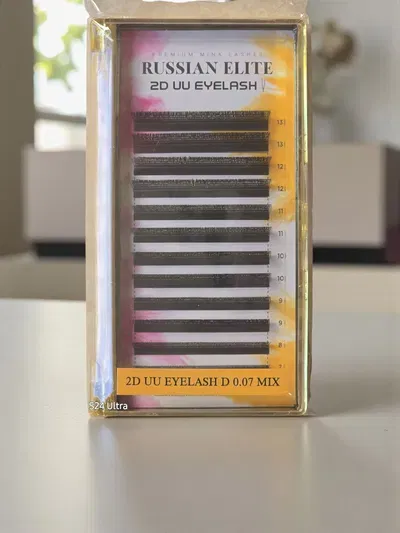 PREMIUM MINK LASHES
RUSSIAN ELITE
2D UU EYELASH
13
13
12
12
11
11
10
10
9
9
8
2D UU EYELASH D 0.07 MIX
S24 Ultra